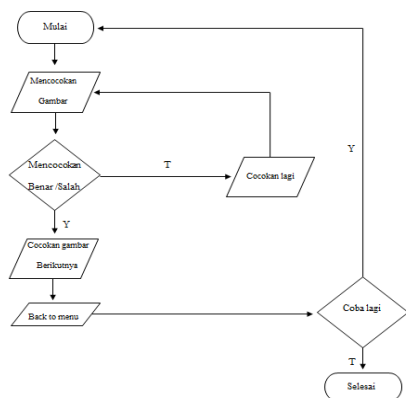 Mulai
Mencocokan
Gambar
Mencocokan
Benar /Salah
T
Cocokan lagi
Y
Y
Cocokan gambar
Berikutnya
Back to menu
Coba lagi
T
Selesai